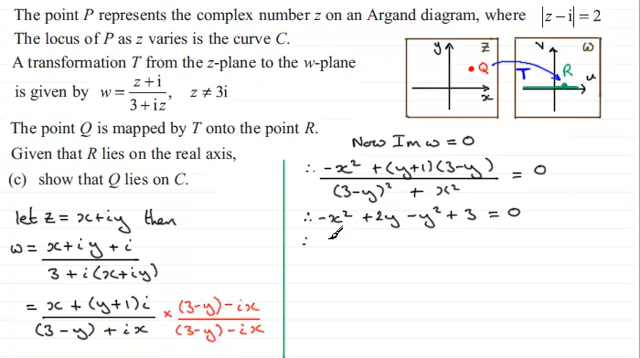 The point P represents the complex number z on an Argand diagram, where |z − i| = 2
The locus of P as z varies is the curve C.
A transformation T from the z-plane to the w-plane
is given by w = (z + i)/(3 + iz), z ≠ 3i
The point Q is mapped by T onto the point R.
Given that R lies on the real axis,
(c) show that Q lies on C.
y z
Q
x
T
v ω
R
u
let z = x+iy then
ω = (x+iy+i)/(3+i(x+iy))
= (x+(y+1)i)/((3−y)+ix) × ((3−y)−ix)/((3−y)−ix)
Now Im ω = 0
∴ (−x² + (y+1)(3−y))/((3−y)² + x²) = 0
∴ −x² + 2y − y² + 3 = 0